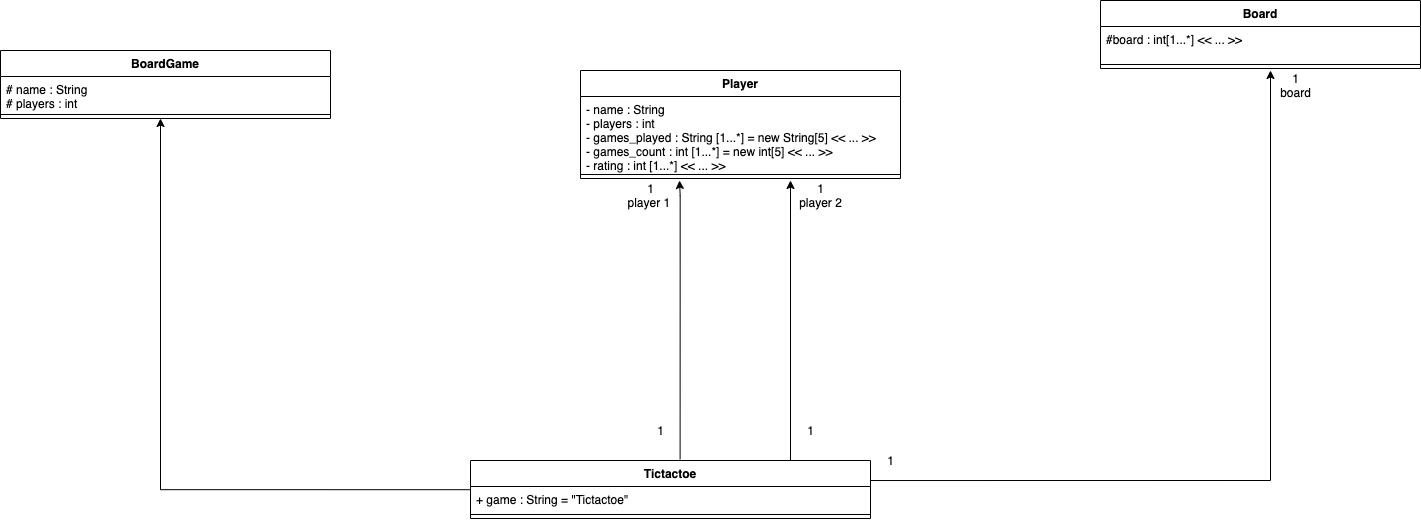 Board
#board : int[1...*] << ... >>
1
board
BoardGame
# name : String
# players : int
Player
- name : String
- players : int
- games_played : String [1...*] = new String[5] << ... >>
- games_count : int [1...*] = new int[5] << ... >>
- rating : int [1...*] << ... >>
1
player 1
1
player 2
1
1
1
Tictactoe
+ game : String = "Tictactoe"